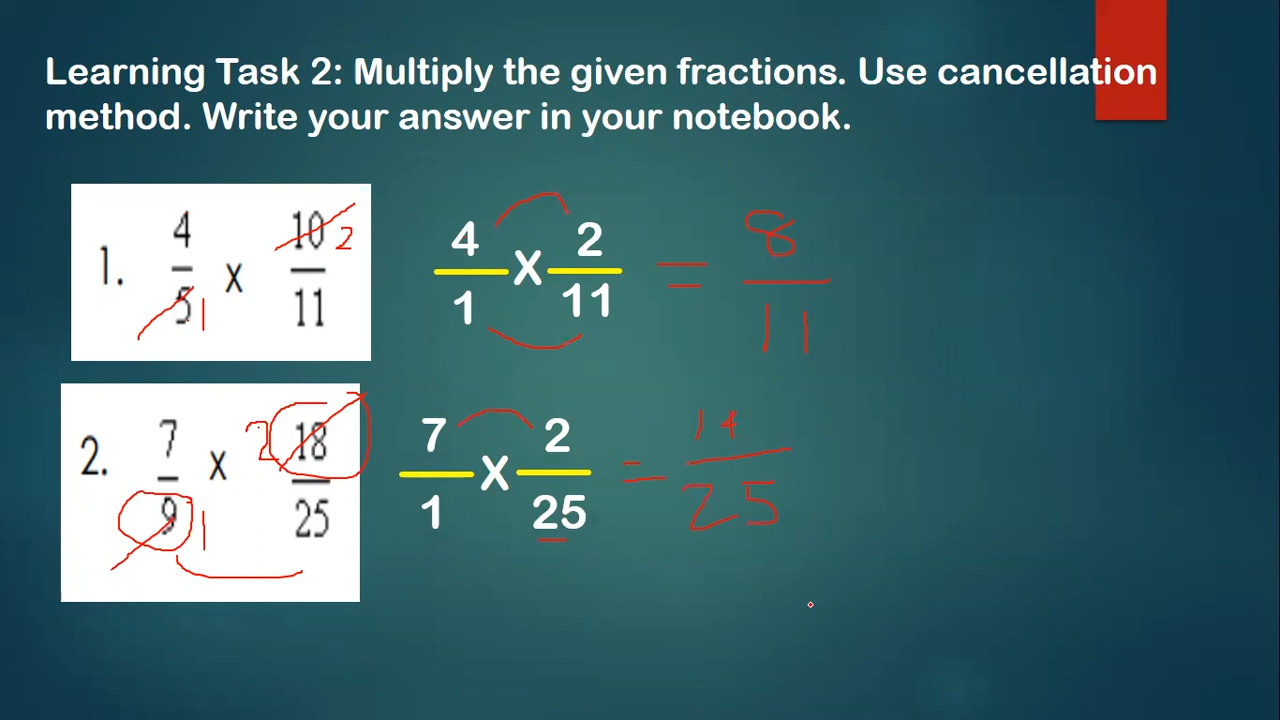 Learning Task 2: Multiply the given fractions. Use cancellation
method. Write your answer in your notebook.
4 10 2
1. — x —
5 1 11
4 2 8
— X — = —
1 11 11
7 2 18
2. — x —
9 1 25
7 2 14
— X — = —
1 25 25